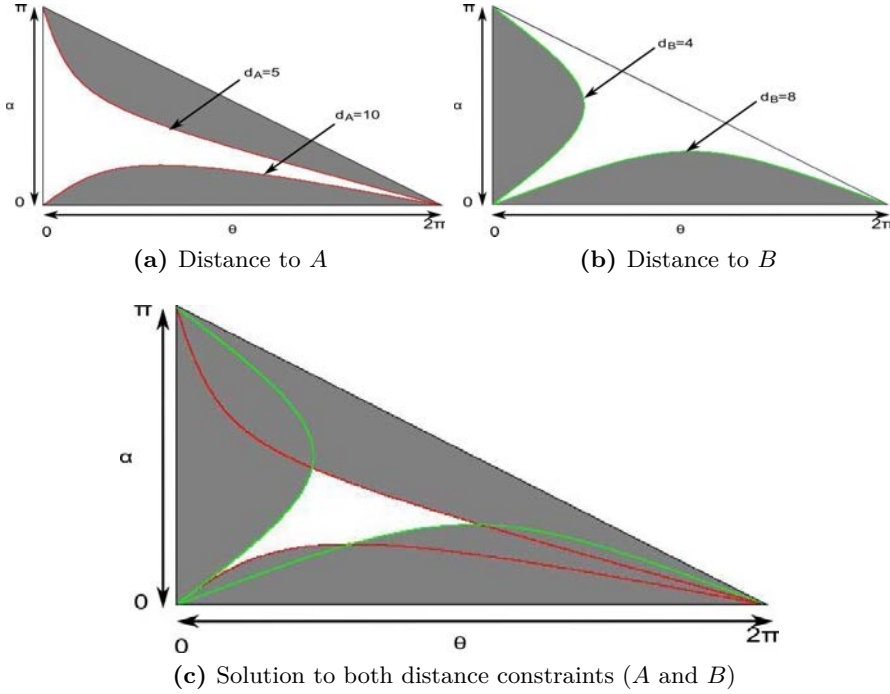 π
α
0
0
θ
2π
d_A=5
d_A=10
(a) Distance to A
π
α
0
0
θ
2π
d_B=4
d_B=8
(b) Distance to B
π
α
0
0
θ
2π
(c) Solution to both distance constraints (A and B)